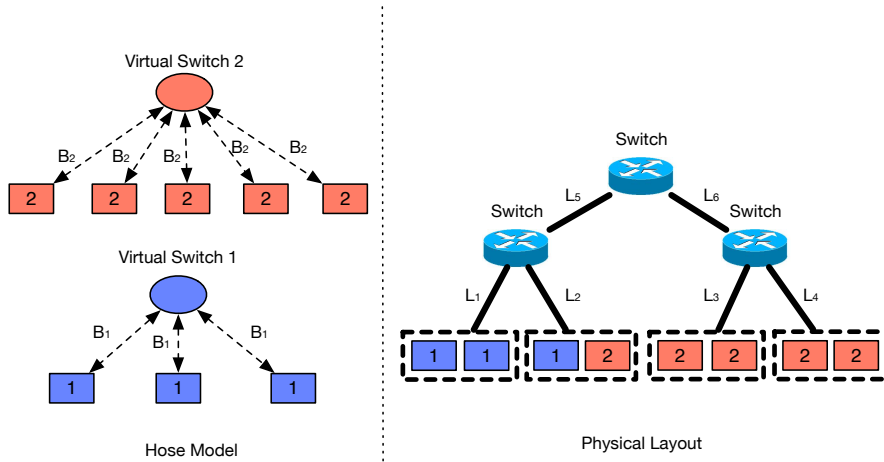 Virtual Switch 2
B2 B2 B2 B2 B2
2 2 2 2 2
Virtual Switch 1
B1 B1 B1
1 1 1
Hose Model
Switch
L5 L6
Switch Switch
L1 L2 L3 L4
1 1 1 2 2 2 2 2
Physical Layout